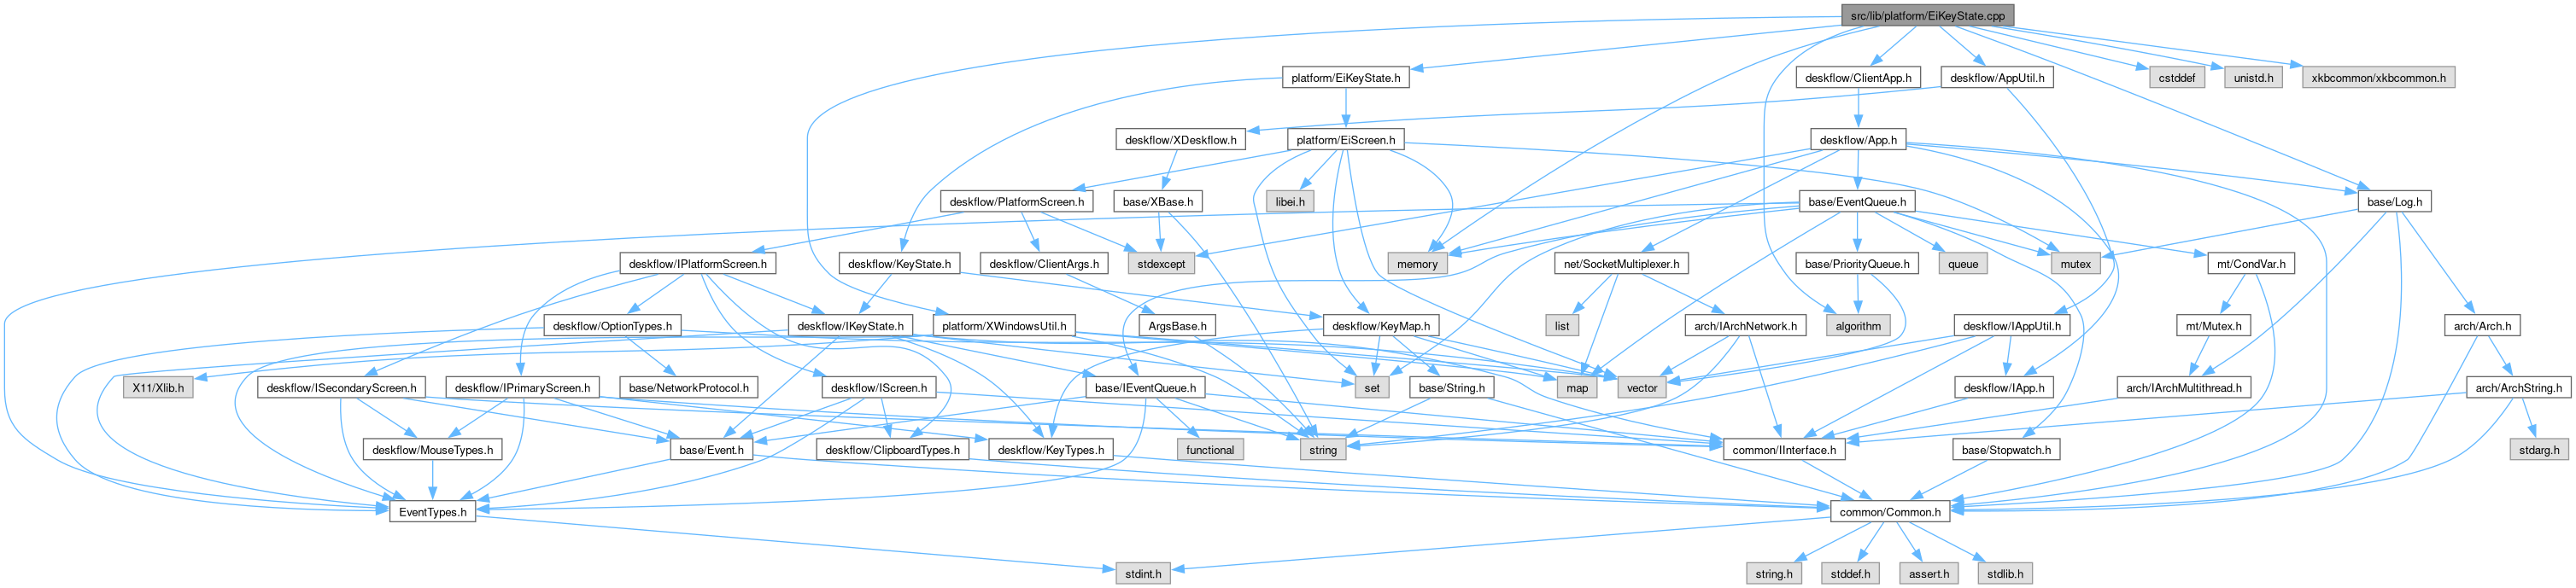 src/lib/platform/EiKeyState.cpp
platform/EiKeyState.h
deskflow/ClientApp.h
deskflow/AppUtil.h
cstddef
unistd.h
xkbcommon/xkbcommon.h
deskflow/XDeskflow.h
platform/EiScreen.h
deskflow/App.h
deskflow/PlatformScreen.h
base/XBase.h
libei.h
base/EventQueue.h
base/Log.h
deskflow/IPlatformScreen.h
deskflow/KeyState.h
deskflow/ClientArgs.h
stdexcept
memory
net/SocketMultiplexer.h
base/PriorityQueue.h
queue
mutex
mt/CondVar.h
deskflow/OptionTypes.h
deskflow/IKeyState.h
platform/XWindowsUtil.h
ArgsBase.h
deskflow/KeyMap.h
list
arch/IArchNetwork.h
algorithm
deskflow/IAppUtil.h
mt/Mutex.h
arch/Arch.h
X11/Xlib.h
deskflow/ISecondaryScreen.h
deskflow/IPrimaryScreen.h
base/NetworkProtocol.h
deskflow/IScreen.h
base/IEventQueue.h
set
base/String.h
map
vector
deskflow/IApp.h
arch/IArchMultithread.h
arch/ArchString.h
deskflow/MouseTypes.h
base/Event.h
deskflow/ClipboardTypes.h
deskflow/KeyTypes.h
functional
string
common/IInterface.h
base/Stopwatch.h
stdarg.h
EventTypes.h
common/Common.h
stdint.h
string.h
stddef.h
assert.h
stdlib.h